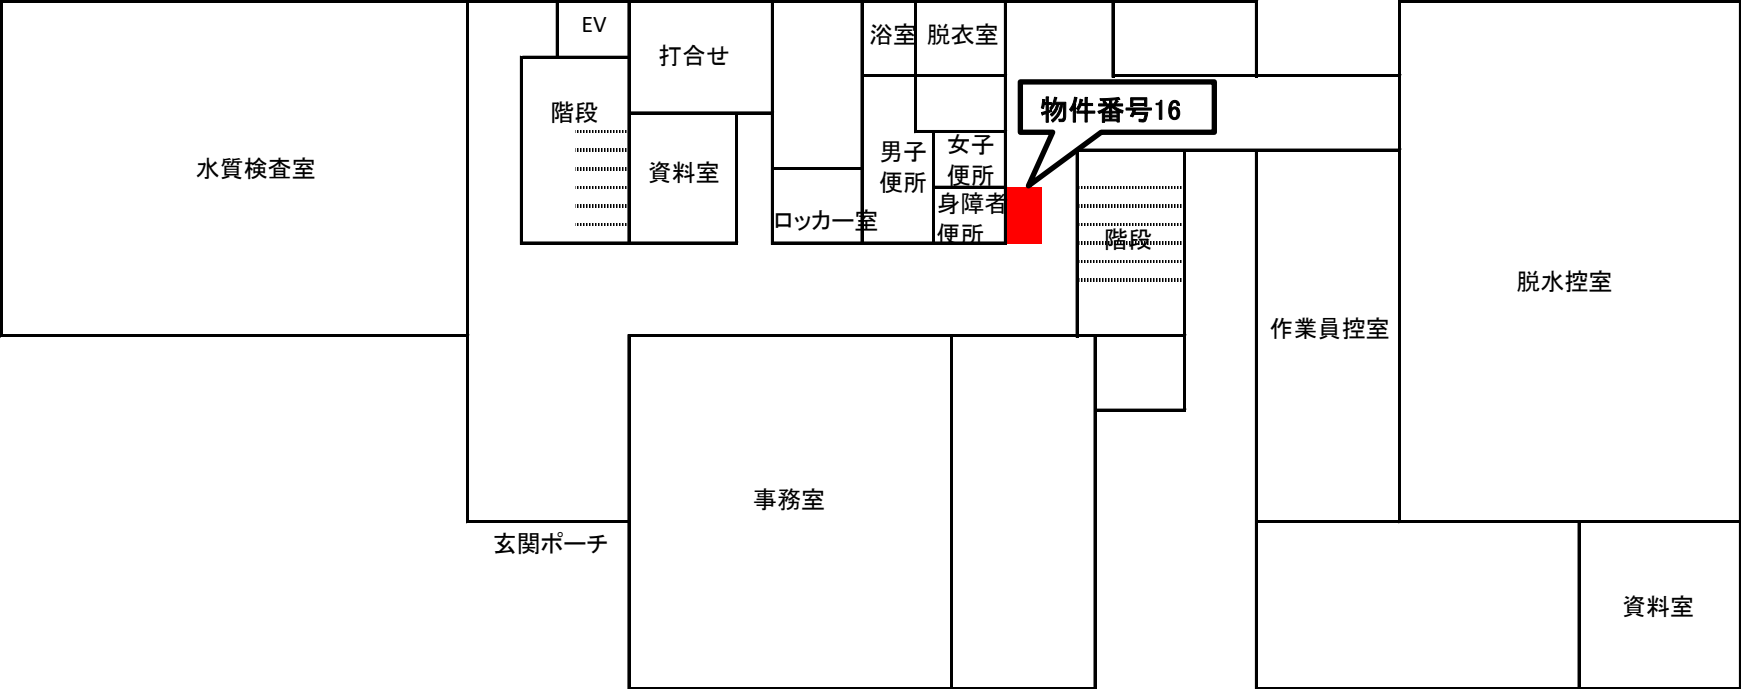 EV
浴室
脱衣室
打合せ
物件番号16
階段
男子
便所
女子
便所
水質検査室
資料室
身障者
便所
ロッカー室
階段
脱水控室
作業員控室
事務室
玄関ポーチ
資料室